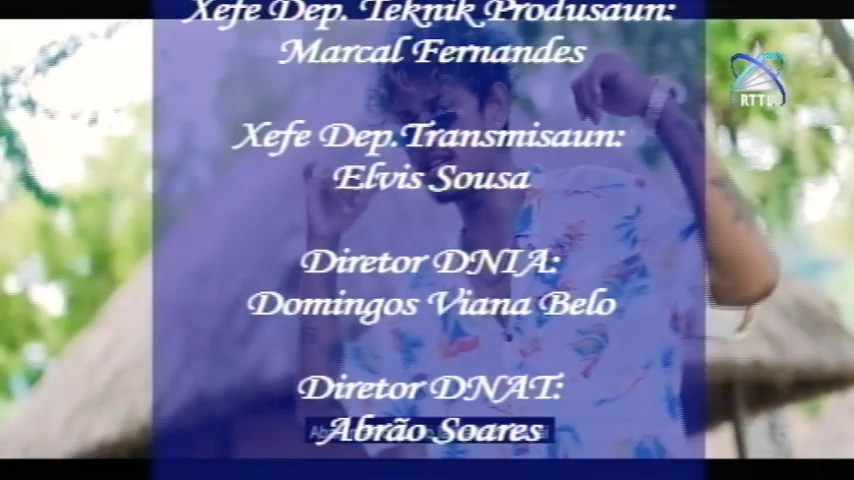 Xefe Dep. Teknik Produsaun:
RTTL
Marcal Fernandes
Xefe Dep.Transmisaun:
Elvis Sousa
Diretor DNIA:
Domingos Viana Belo
Diretor DNAT:
Abrão Soares